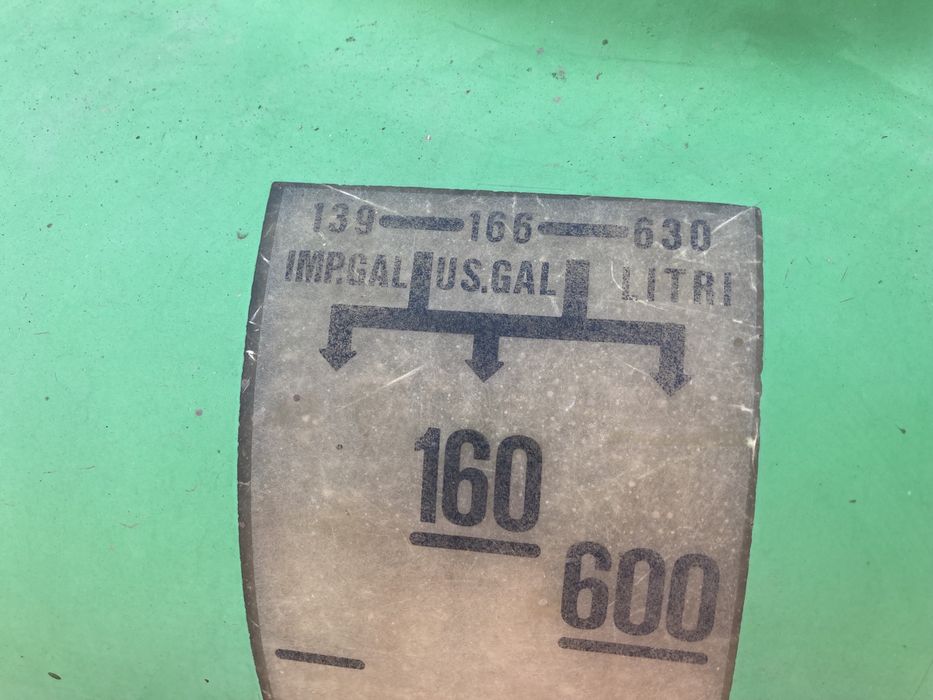 139 166 630
IMP.GAL US.GAL LITRI
160
600